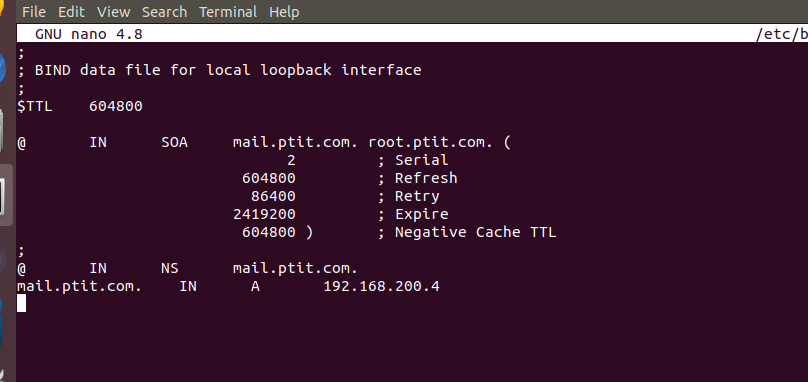 File Edit View Search Terminal Help
GNU nano 4.8 /etc/b
;
; BIND data file for local loopback interface
;
$TTL 604800
@ IN SOA mail.ptit.com. root.ptit.com. (
2 ; Serial
604800 ; Refresh
86400 ; Retry
2419200 ; Expire
604800 ) ; Negative Cache TTL
;
@ IN NS mail.ptit.com.
mail.ptit.com. IN A 192.168.200.4